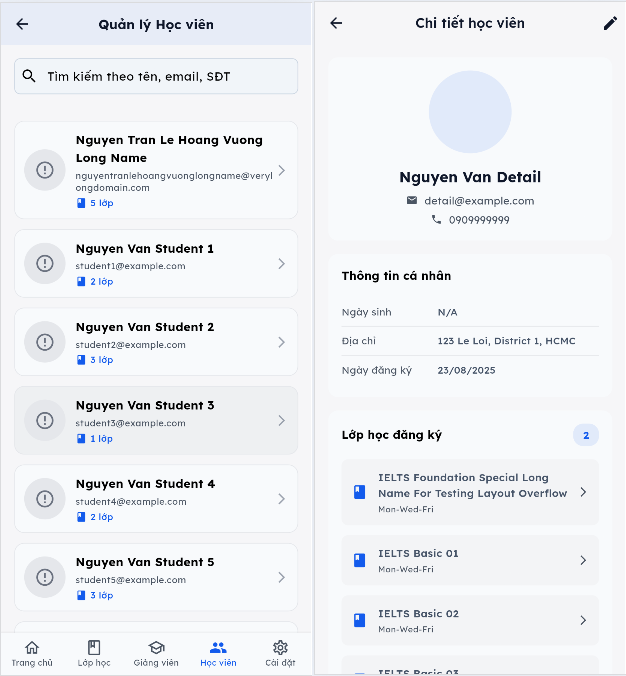 Quản lý Học viên
Tìm kiếm theo tên, email, SĐT
Nguyen Tran Le Hoang Vuong
Long Name
nguyentranlehoangvuonglongname@veryl
ongdomain.com
5 lớp
Nguyen Van Student 1
student1@example.com
2 lớp
Nguyen Van Student 2
student2@example.com
3 lớp
Nguyen Van Student 3
student3@example.com
1 lớp
Nguyen Van Student 4
student4@example.com
2 lớp
Nguyen Van Student 5
student5@example.com
3 lớp
Trang chủ
Lớp học
Giảng viên
Học viên
Cài đặt
Chi tiết học viên
Nguyen Van Detail
detail@example.com
0909999999
Thông tin cá nhân
Ngày sinh N/A
Địa chỉ 123 Le Loi, District 1, HCMC
Ngày đăng ký 23/08/2025
Lớp học đăng ký 2
IELTS Foundation Special Long
Name For Testing Layout Overflow
Mon-Wed-Fri
IELTS Basic 01
Mon-Wed-Fri
IELTS Basic 02
Mon-Wed-Fri
IELTS Basic 03